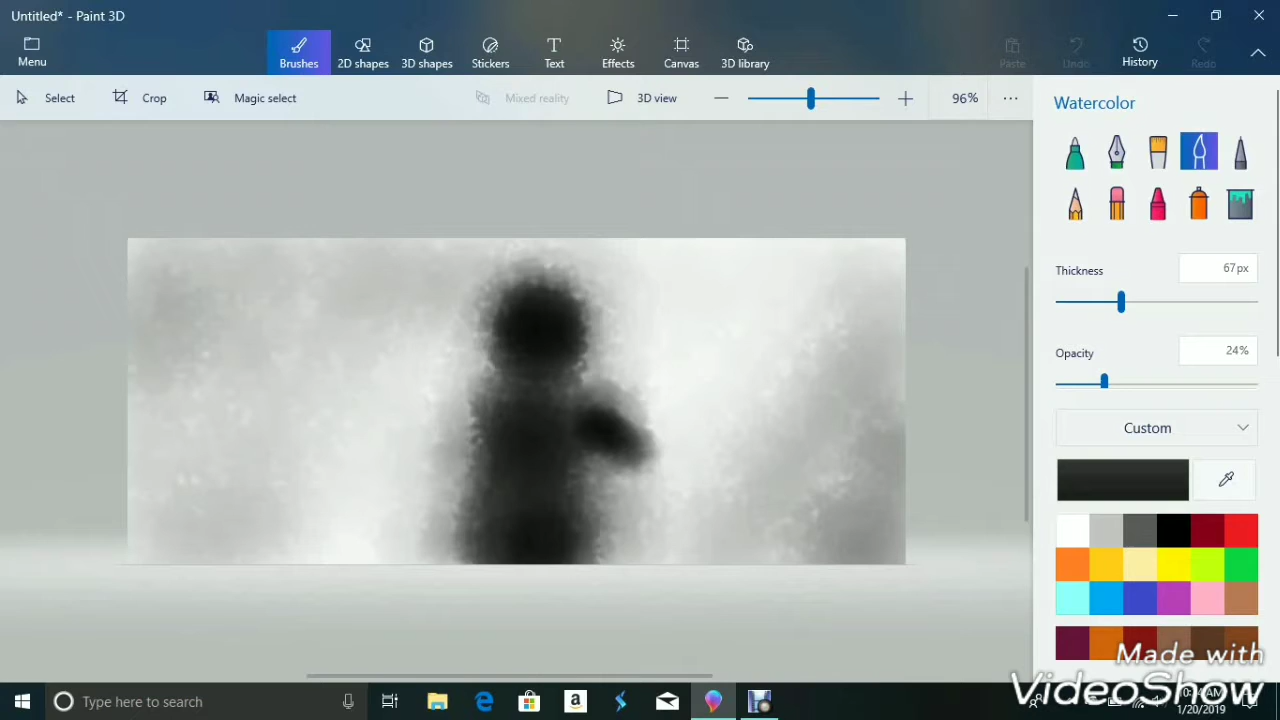 Untitled* - Paint 3D
Menu
Brushes
2D shapes
3D shapes
Stickers
Text
Effects
Canvas
3D library
Paste
Undo
History
Redo
Select
Crop
Magic select
Mixed reality
3D view
96%
Watercolor
Thickness
67px
Opacity
24%
Custom
Made with
VideoShow
Type here to search
a
1/20/2019